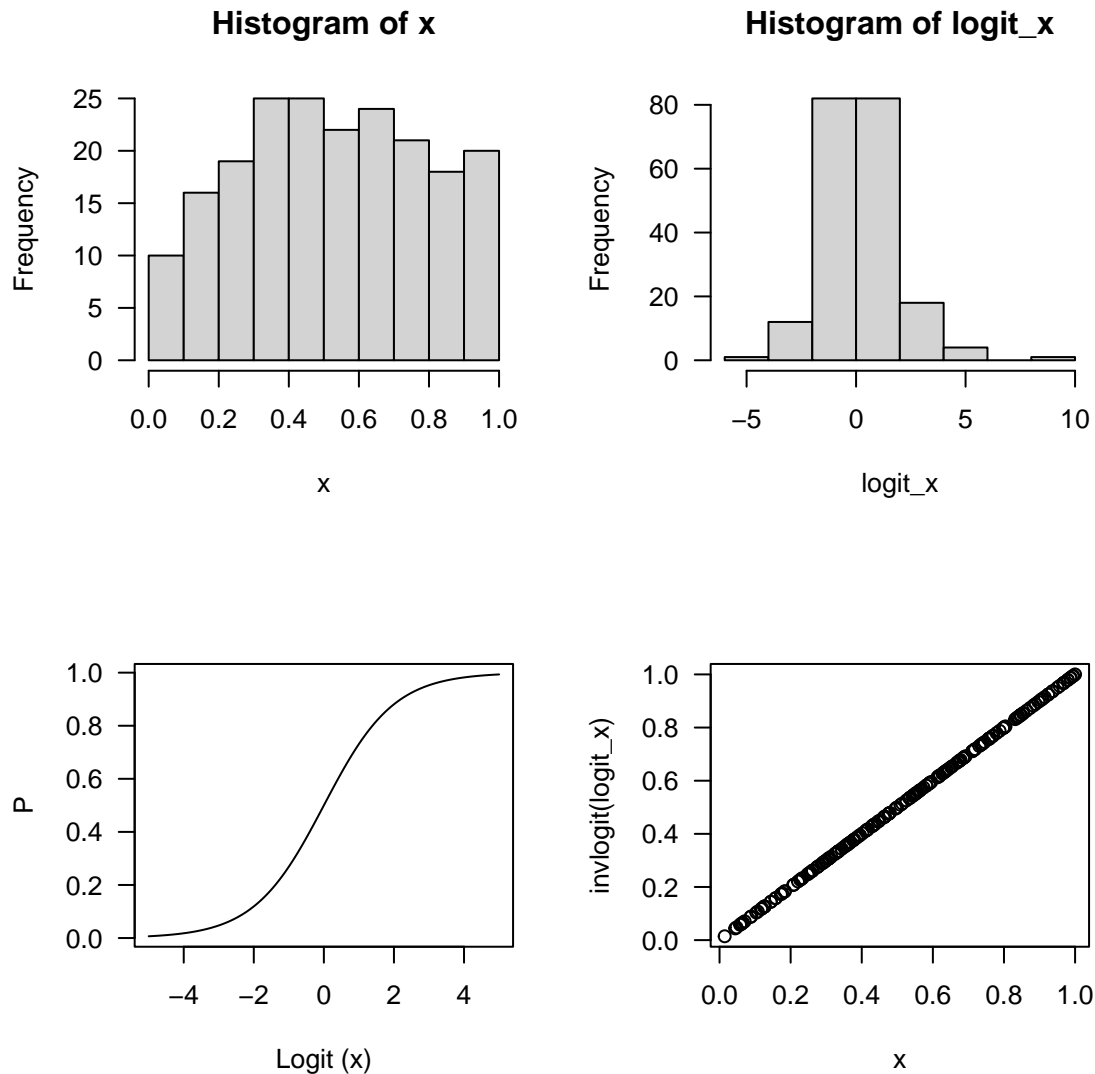 Histogram of x
Frequency
25
20
15
10
5
0
0.0 0.2 0.4 0.6 0.8 1.0
x
Histogram of logit_x
Frequency
80
60
40
20
0
−5 0 5 10
logit_x
P
1.0
0.8
0.6
0.4
0.2
0.0
−4 −2 0 2 4
Logit (x)
invlogit(logit_x)
1.0
0.8
0.6
0.4
0.2
0.0
0.0 0.2 0.4 0.6 0.8 1.0
x